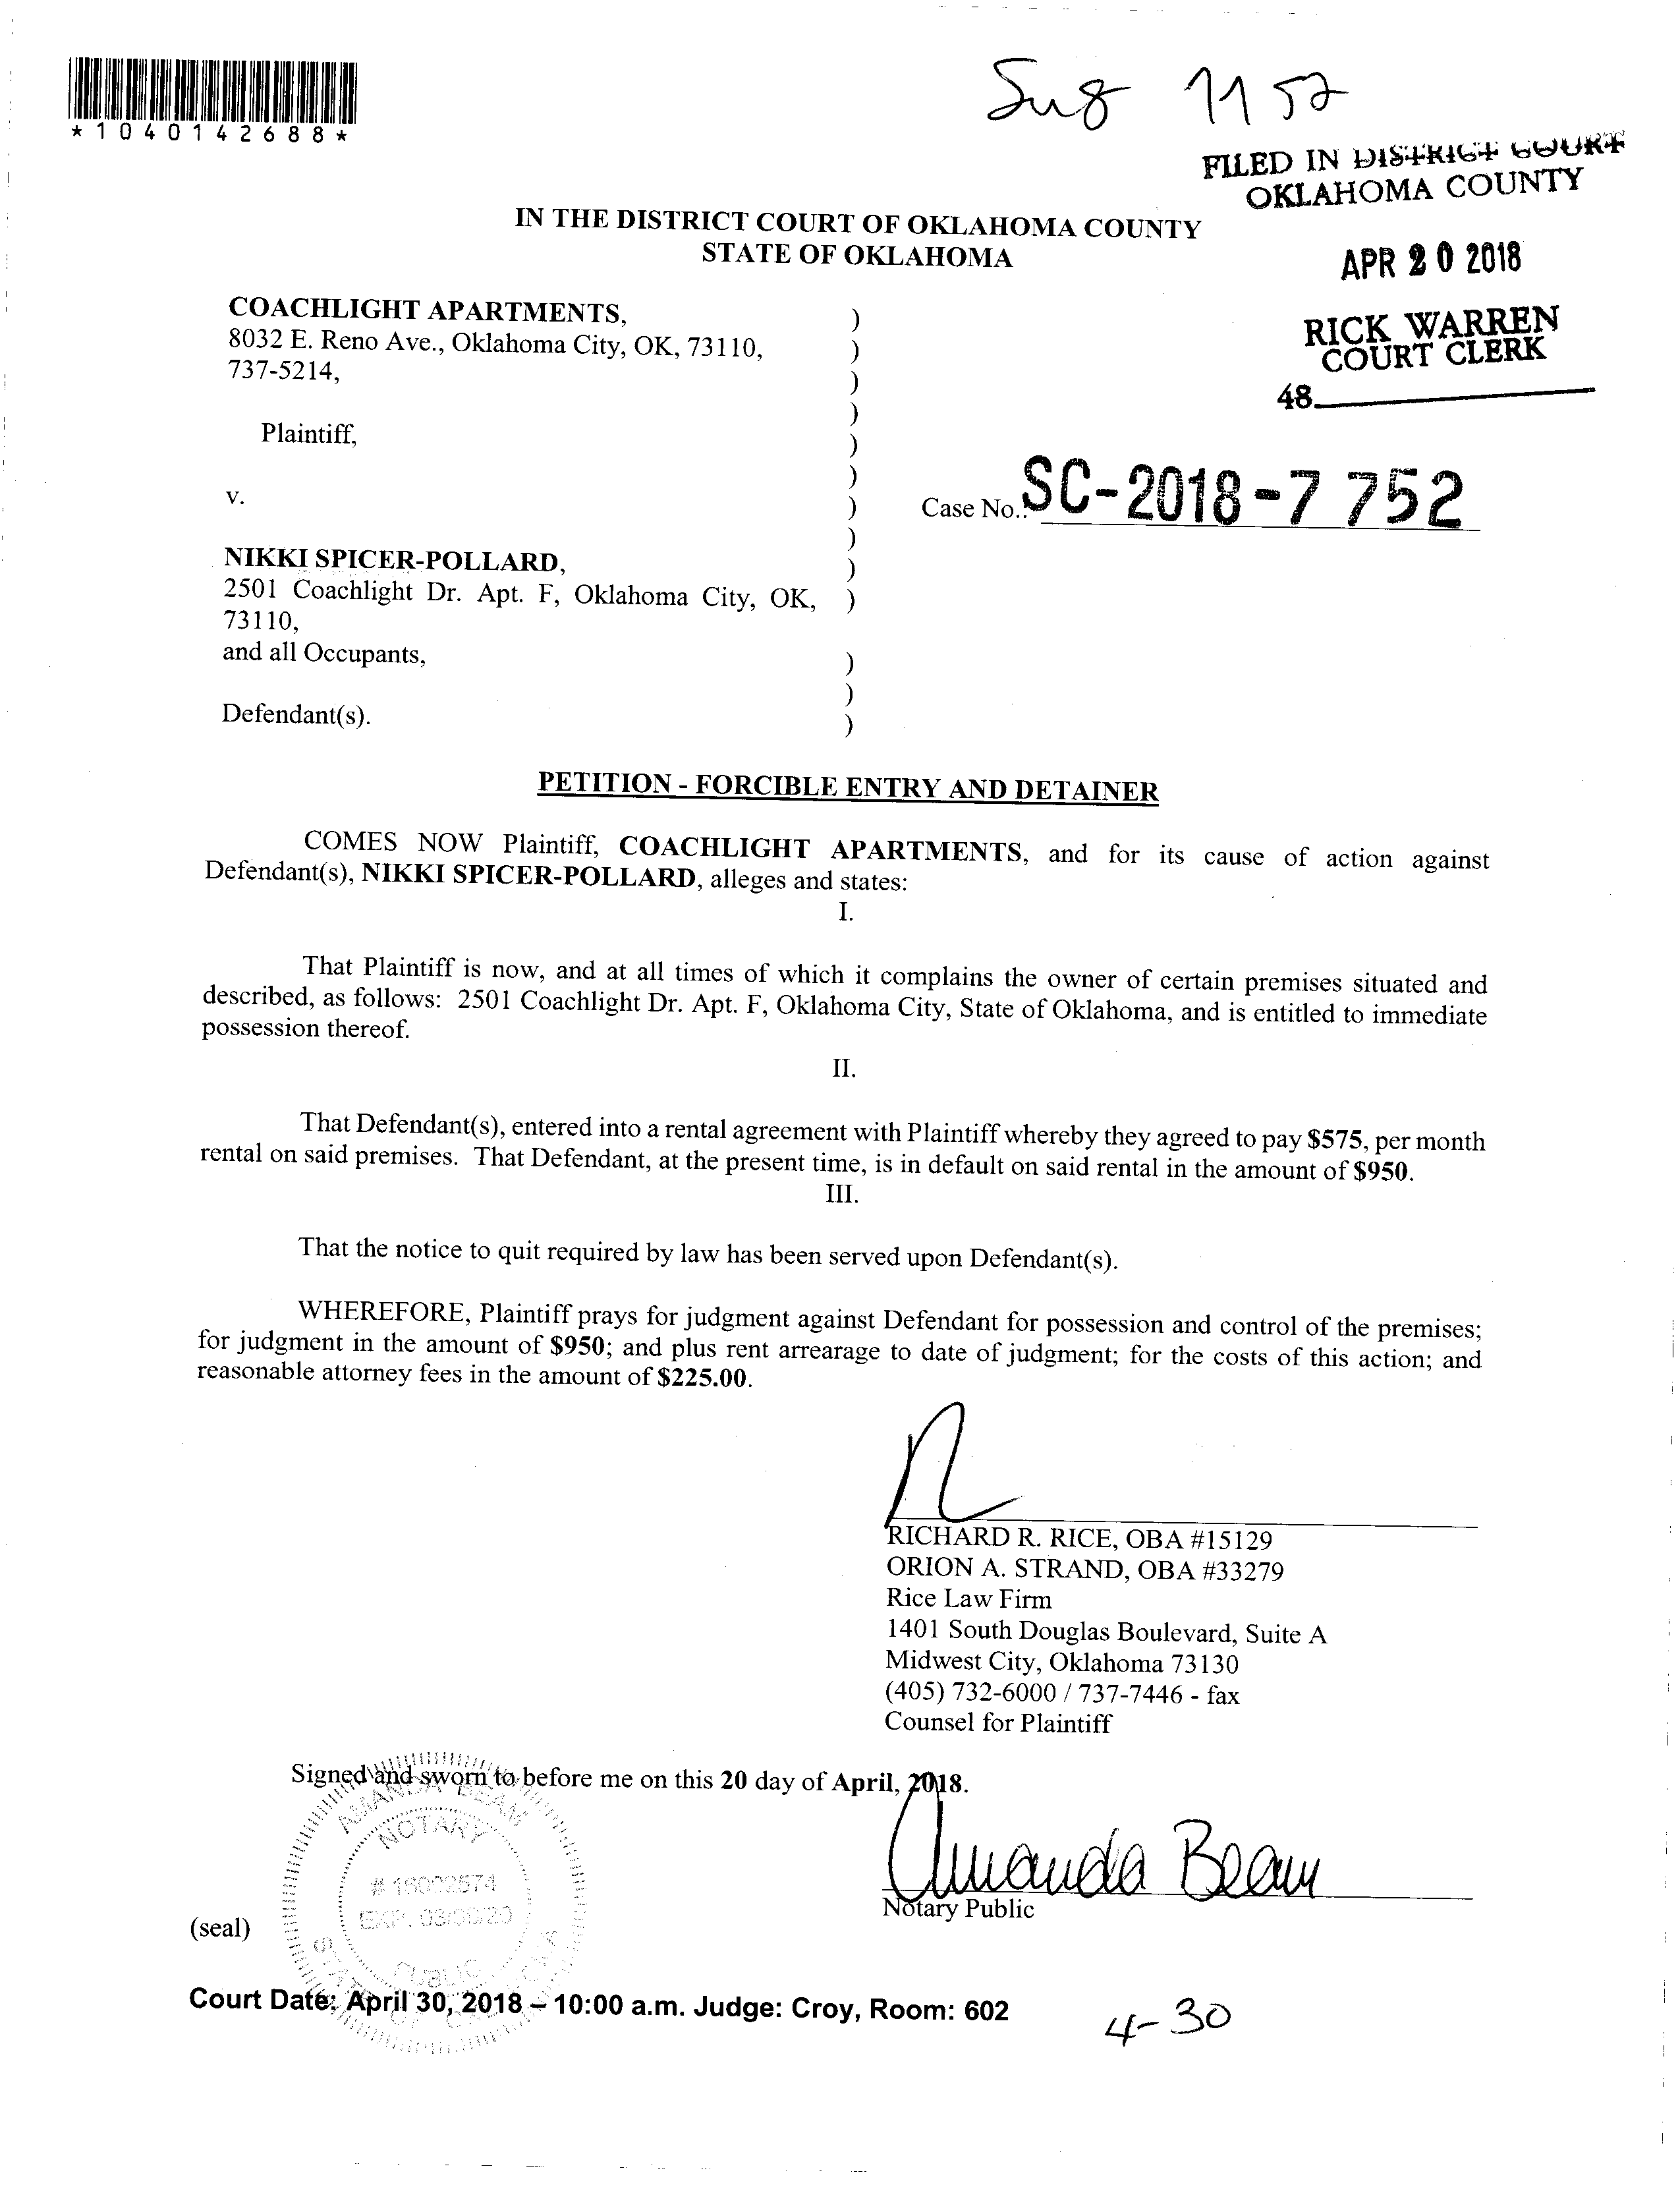 *1040142688*
FILED IN DISTRICT COURT
OKLAHOMA COUNTY
IN THE DISTRICT COURT OF OKLAHOMA COUNTY
STATE OF OKLAHOMA
APR 20 2018
RICK WARREN
COURT CLERK
48
COACHLIGHT APARTMENTS, )
8032 E. Reno Ave., Oklahoma City, OK, 73110, )
737-5214, )
)
Plaintiff, )
)
v. )
Case No.: SC-2018-7752
)
NIKKI SPICER-POLLARD, )
2501 Coachlight Dr. Apt. F, Oklahoma City, OK, )
73110,
and all Occupants, )
)
Defendant(s). )
PETITION - FORCIBLE ENTRY AND DETAINER
COMES NOW Plaintiff, COACHLIGHT APARTMENTS, and for its cause of action against
Defendant(s), NIKKI SPICER-POLLARD, alleges and states:
I.
That Plaintiff is now, and at all times of which it complains the owner of certain premises situated and
described, as follows: 2501 Coachlight Dr. Apt. F, Oklahoma City, State of Oklahoma, and is entitled to immediate
possession thereof.
II.
That Defendant(s), entered into a rental agreement with Plaintiff whereby they agreed to pay $575, per month
rental on said premises. That Defendant, at the present time, is in default on said rental in the amount of $950.
III.
That the notice to quit required by law has been served upon Defendant(s).
WHEREFORE, Plaintiff prays for judgment against Defendant for possession and control of the premises;
for judgment in the amount of $950; and plus rent arrearage to date of judgment; for the costs of this action; and
reasonable attorney fees in the amount of $225.00.
RICHARD R. RICE, OBA #15129
ORION A. STRAND, OBA #33279
Rice Law Firm
1401 South Douglas Boulevard, Suite A
Midwest City, Oklahoma 73130
(405) 732-6000 / 737-7446 - fax
Counsel for Plaintiff
Signed and sworn to before me on this 20 day of April, 2018.
AMANDA BEAM
NOTARY
EXP.
PUBLIC
STATE OF
Amanda Beam
Notary Public
(seal)
Court Date: April 30, 2018 – 10:00 a.m. Judge: Croy, Room: 602
4-30